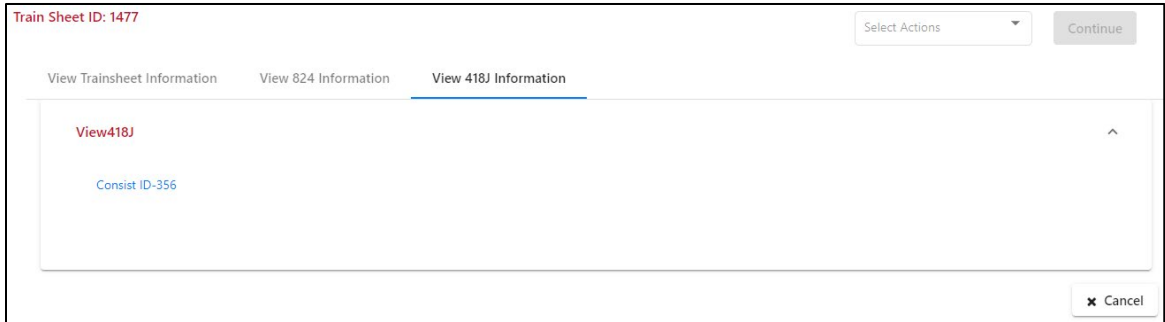 Train Sheet ID: 1477
Select Actions
Continue
View Trainsheet Information
View 824 Information
View 418J Information
View418J
Consist ID-356
Cancel